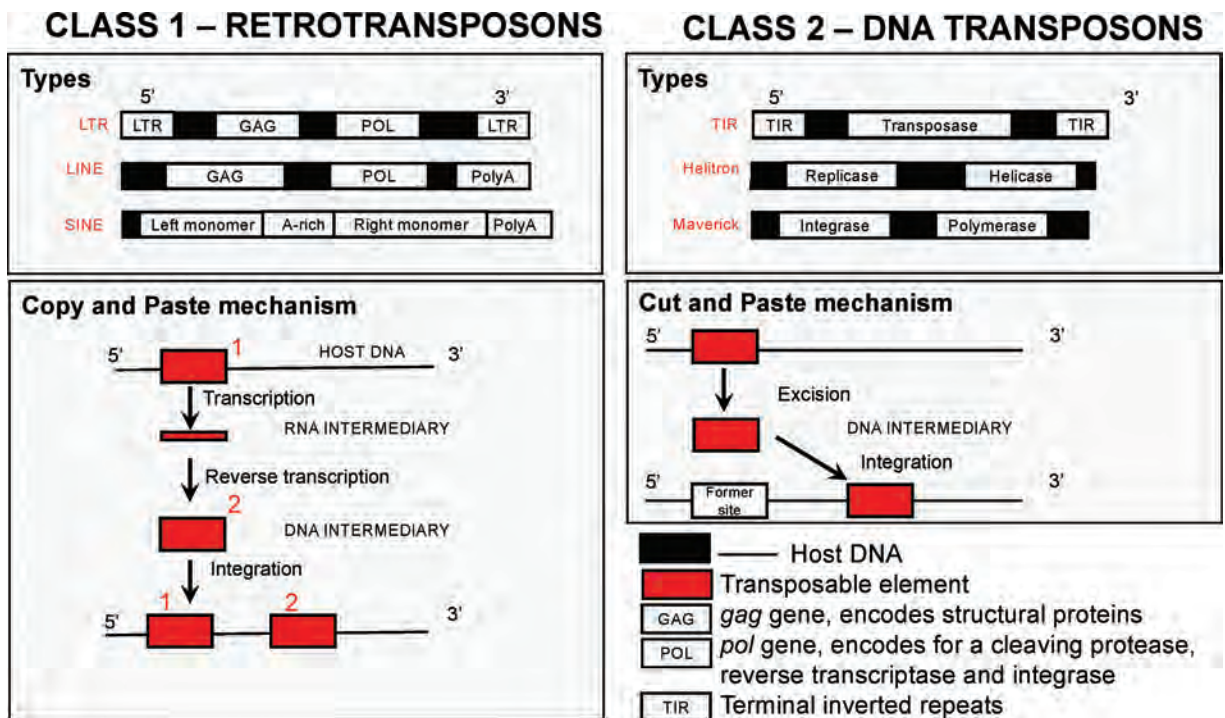 CLASS 1 – RETROTRANSPOSONS
Types
5' 3'
LTR LTR GAG POL LTR
LINE GAG POL PolyA
SINE Left monomer A-rich Right monomer PolyA
Copy and Paste mechanism
5' 1 HOST DNA 3'
Transcription
RNA INTERMEDIARY
Reverse transcription
2
DNA INTERMEDIARY
Integration
5' 1 2 3'
CLASS 2 – DNA TRANSPOSONS
Types
5' 3'
TIR TIR Transposase TIR
Helitron Replicase Helicase
Maverick Integrase Polymerase
Cut and Paste mechanism
5' 3'
Excision
DNA INTERMEDIARY
Integration
5' 3'
Former
site
Host DNA
Transposable element
GAG gag gene, encodes structural proteins
POL pol gene, encodes for a cleaving protease,
reverse transcriptase and integrase
TIR Terminal inverted repeats